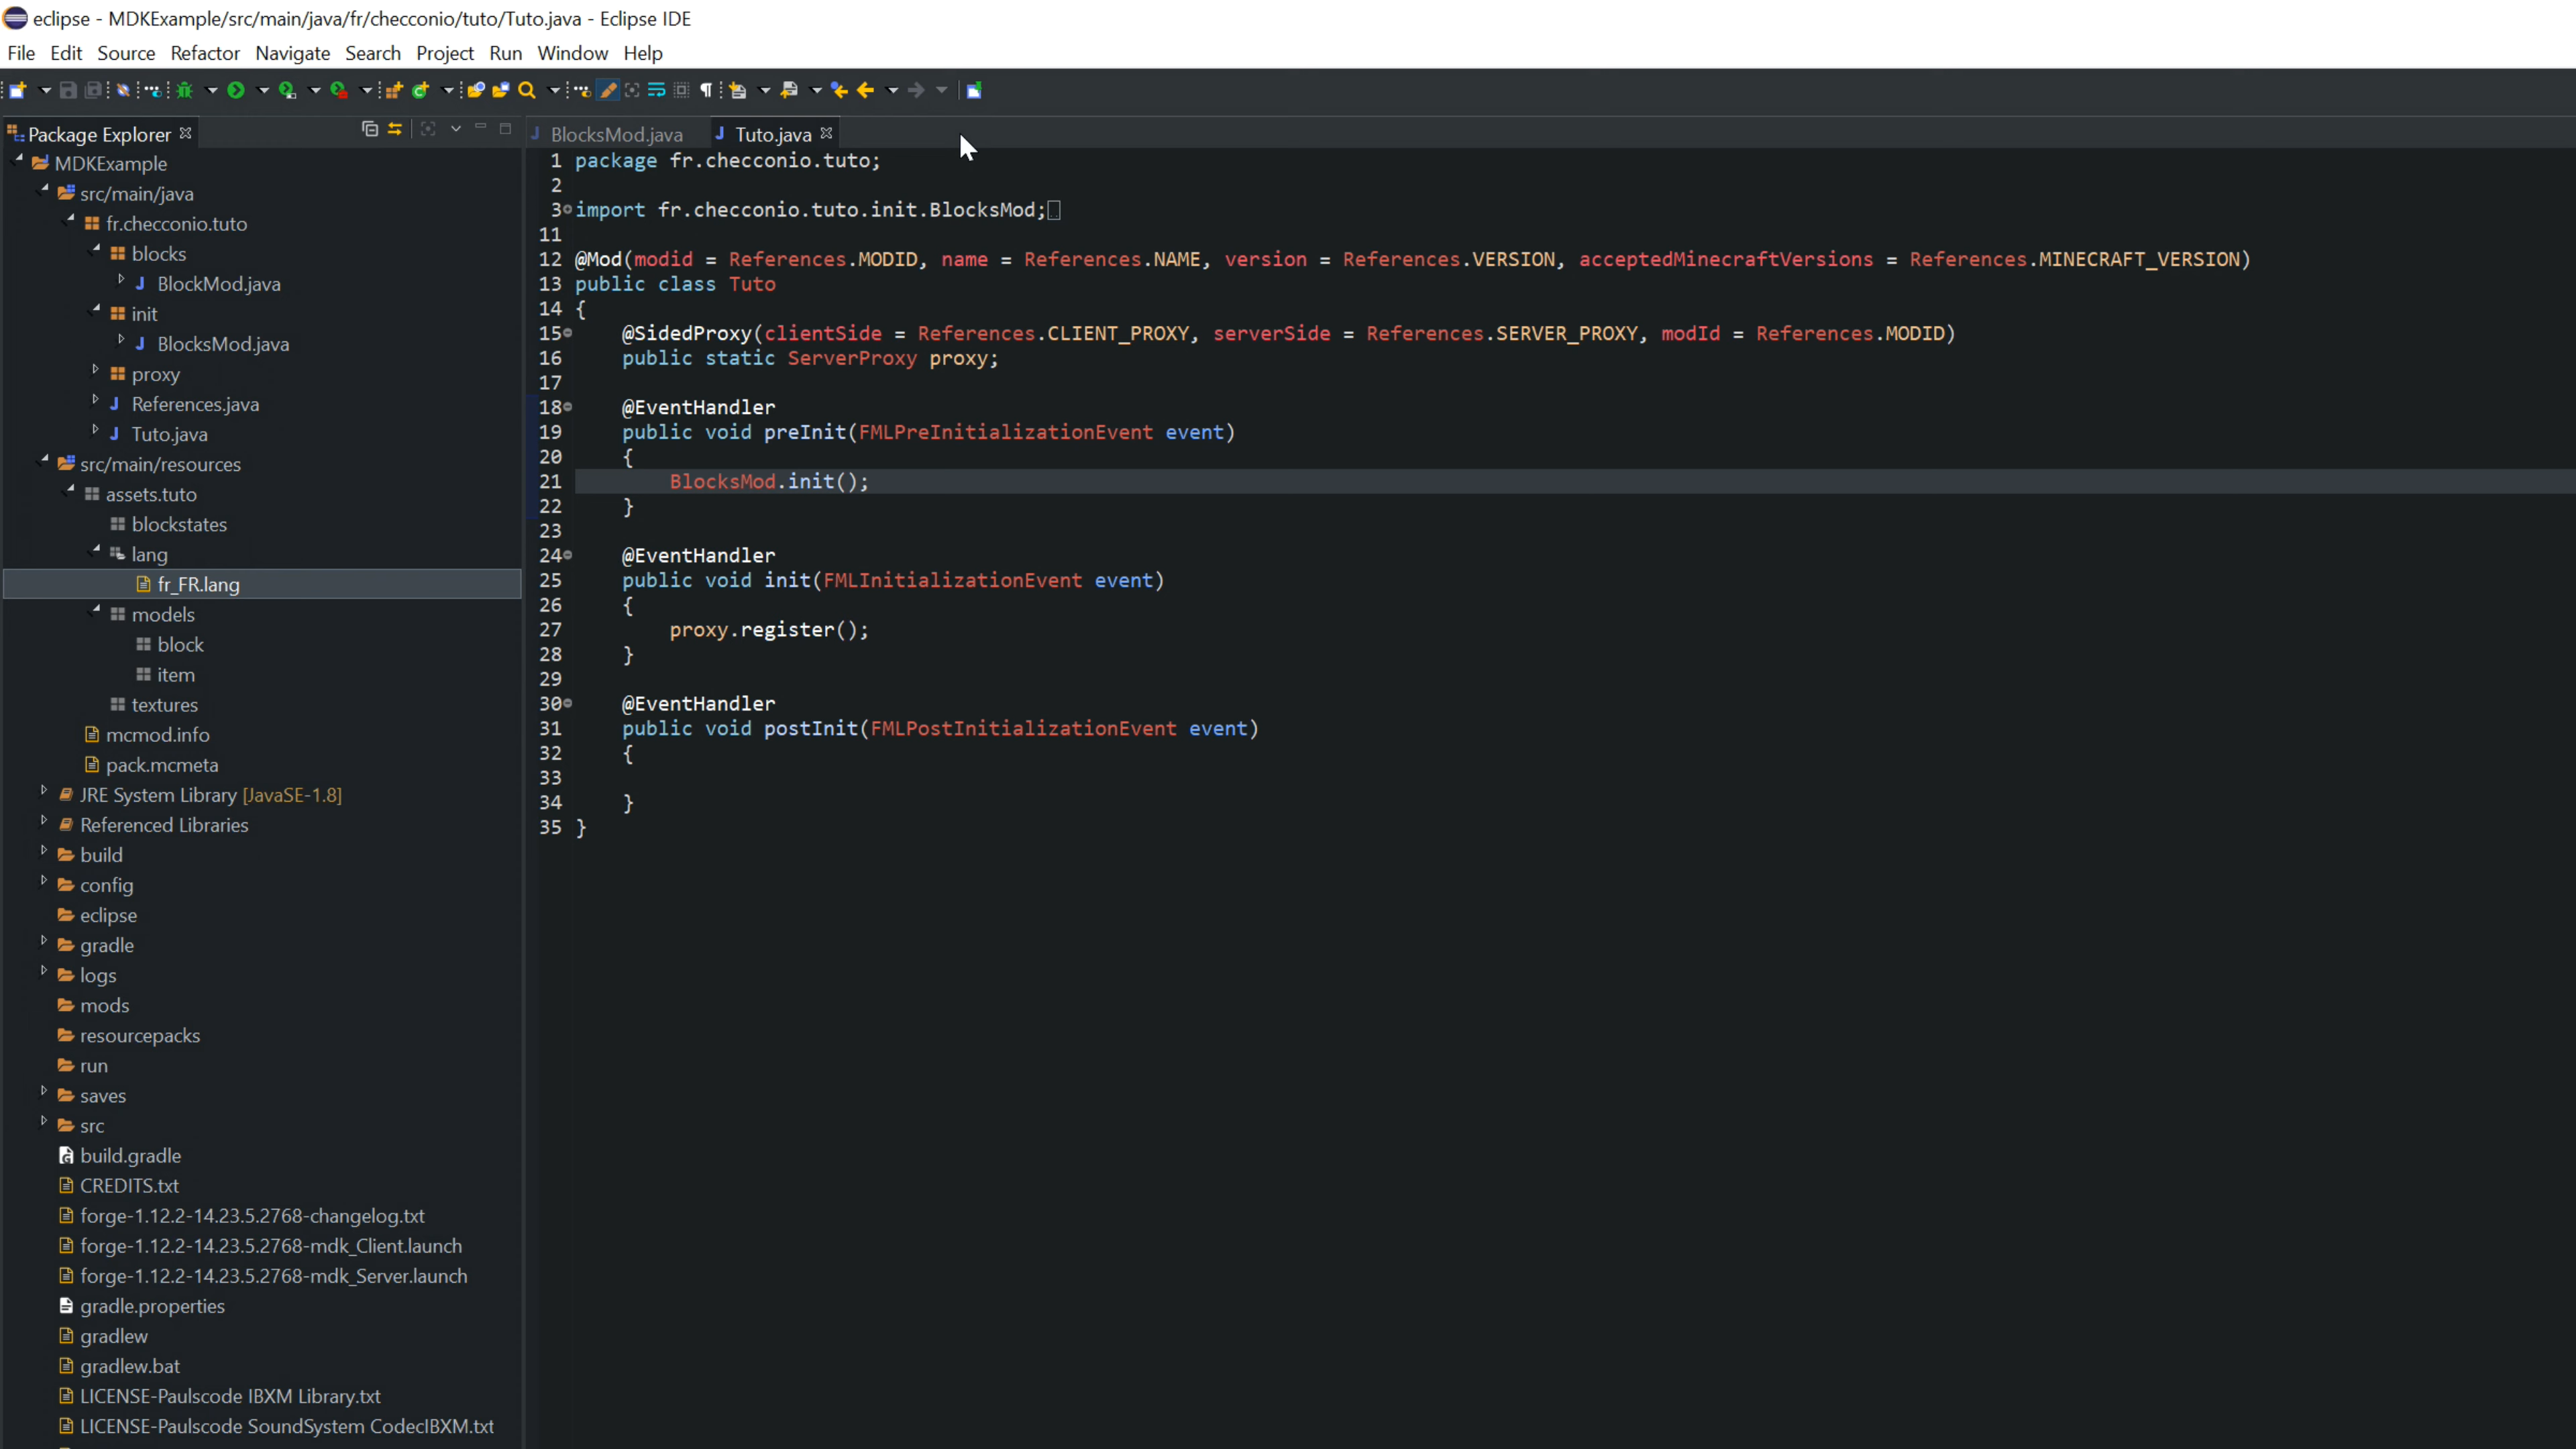 eclipse - MDKExample/src/main/java/fr/checconio/tuto/Tuto.java - Eclipse IDE
File Edit Source Refactor Navigate Search Project Run Window Help
Package Explorer
MDKExample
src/main/java
fr.checconio.tuto
blocks
BlockMod.java
init
BlocksMod.java
proxy
References.java
Tuto.java
src/main/resources
assets.tuto
blockstates
lang
fr_FR.lang
models
block
item
textures
mcmod.info
pack.mcmeta
JRE System Library [JavaSE-1.8]
Referenced Libraries
build
config
eclipse
gradle
logs
mods
resourcepacks
run
saves
src
build.gradle
CREDITS.txt
forge-1.12.2-14.23.5.2768-changelog.txt
forge-1.12.2-14.23.5.2768-mdk_Client.launch
forge-1.12.2-14.23.5.2768-mdk_Server.launch
gradle.properties
gradlew
gradlew.bat
LICENSE-Paulscode IBXM Library.txt
LICENSE-Paulscode SoundSystem CodecIBXM.txt
BlocksMod.java Tuto.java
1 package fr.checconio.tuto;
2
3 import fr.checconio.tuto.init.BlocksMod;
11
12 @Mod(modid = References.MODID, name = References.NAME, version = References.VERSION, acceptedMinecraftVersions = References.MINECRAFT_VERSION)
13 public class Tuto
14 {
15 @SidedProxy(clientSide = References.CLIENT_PROXY, serverSide = References.SERVER_PROXY, modId = References.MODID)
16 public static ServerProxy proxy;
17
18 @EventHandler
19 public void preInit(FMLPreInitializationEvent event)
20 {
21 BlocksMod.init();
22 }
23
24 @EventHandler
25 public void init(FMLInitializationEvent event)
26 {
27 proxy.register();
28 }
29
30 @EventHandler
31 public void postInit(FMLPostInitializationEvent event)
32 {
33
34 }
35 }